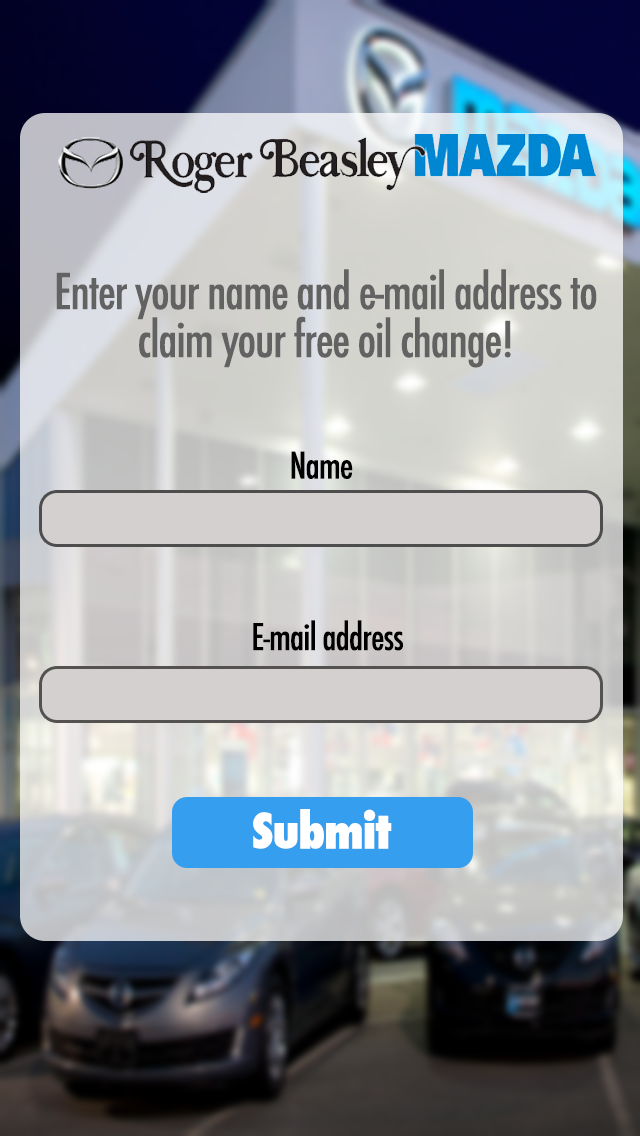 Roger Beasley MAZDA
Enter your name and e-mail address to
claim your free oil change!
Name
E-mail address
Submit